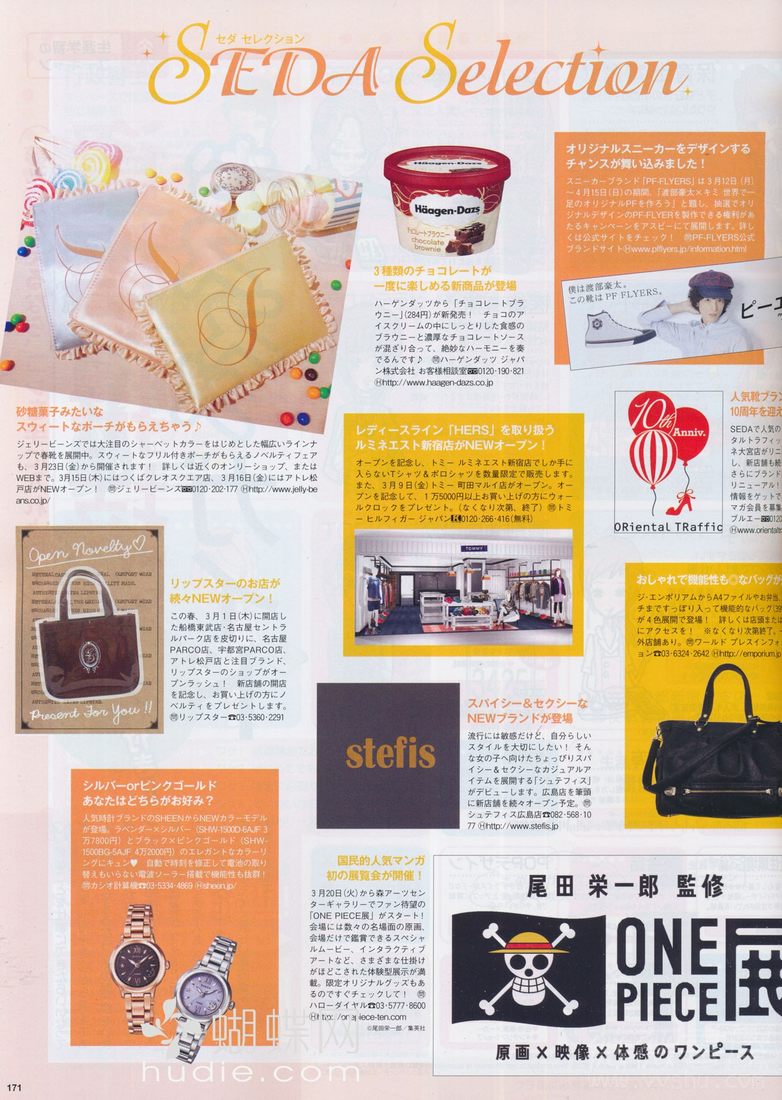 セダ セレクション
SEDA Selection
Häagen-Dazs
Häagen-Dazs
チョコレートブラウニー
chocolate
brownie
3種類のチョコレートが
一度に楽しめる新商品が登場
ハーゲンダッツから「チョコレートブラ
ウニー」(284円)が新発売! チョコのア
イスクリームの中にしっとりした食感の
ブラウニーと濃厚なチョコレートソース
が混ざり合って、絶妙なハーモニーを奏
でるんです♪ ㉄ハーゲンダッツ ジャパ
ン株式会社 お客様相談室0120・190・821
Ⓗhttp://www.haagen-dazs.co.jp
オリジナルスニーカーをデザインする
チャンスが舞い込みました!
スニーカーブランド「PF-FLYERS」は3月12日(月)
〜4月15日(日)の期間、「渡部豪太×キミ 世界で一
足のオリジナルPFを作ろう」と題し、抽選でオリ
ジナルデザインのPF-FLYERを製作できる権利があ
たるキャンペーンをアスビーにて展開します。詳し
くは公式サイトをチェック! ㉄PF-FLYERS公式
ブランドサイトⒽwww.pfflyers.jp/information.html
僕は渡部豪太。
この靴は PF FLYERS。
ピーエ
砂糖菓子みたいな
スウィートなポーチがもらえちゃう♪
ジェリービーンズでは大注目のシャーベットカラーをはじめとした幅広いラインナ
ップで春靴を展開中。スウィートなフリル付きポーチがもらえるノベルティフェア
も、3月23日(金)から開催されます! 詳しくは近くのオンリーショップ、または
WEBまで。3月15日(木)にはつくばクレオスクエア店、3月16日(金)にはアトレ松
戸店がNEWオープン! ㉄ジェリービーンズ0120・202・177 Ⓗhttp://www.jelly-be
ans.co.jp/
レディースライン「HERS」を取り扱う
ルミネエスト新宿店がNEWオープン!
オープンを記念し、トミー ルミネエスト新宿店でしか手に
入らないTシャツ&ポロシャツを数量限定で販売します。
また、3月9日(金)トミー 町田マルイ店がオープン。オー
プンを記念して、1万5000円以上お買い上げの方にウォー
ルクロックをプレゼント。(なくなり次第、終了) ㉄トミ
ー ヒルフィガー ジャパン0120・266・416(無料)
TOMMY
10th
Anniv.
ORiental TRaffic
人気靴ブラン
10周年を迎え
SEDAで人気の
タルトラフィ
ネ大宮店がリニ
し、新店舗も続
さらにブランド
リニューアル!
情報をゲット
マガ会員を募集
ブルエー0120
Ⓗwww.orientaltr
Open Novelty♡
Present For You !!
リップスターのお店が
続々NEWオープン!
この春、3月1日(木)に開店し
た船橋東武店・名古屋セントラ
ルパーク店を皮切りに、名古屋
PARCO店、宇都宮PARCO店、
アトレ松戸店と注目ブランド、
リップスターのショップがオー
プンラッシュ! 新店舗の開店
を記念し、お買い上げの方にノ
ベルティをプレゼントします。
㉄リップスター☎03・5360・2291
おしゃれで機能性も◎なバッグが
ジ・エンポリアムからA4ファイルやお弁当、
チまですっぽり入って機能的なバッグ
が4色展開で登場! 詳しくは店頭または
にアクセスを! ※なくなり次第終了、
外店舗あり。㉄ワールド プレスインフォ
ョン☎03・6324・2642 Ⓗhttp://emporium.jp
stefis
スパイシー&セクシーな
NEWブランドが登場
流行には敏感だけど、自分らしい
スタイルを大切にしたい! そん
な女の子へ向けたちょっぴりスパ
イシー&セクシーなカジュアルア
イテムを展開する「シュテフィス」
がデビューします。広島店を筆頭
に新店舗を続々オープン予定。㉄
シュテフィス広島店☎082・568・10
77 Ⓗhttp://www.stefis.jp
シルバーorピンクゴールド
あなたはどちらがお好み?
人気時計ブランドのSHEENからNEWカラーモデル
が登場。ラベンダー×シルバー(SHW-1500D-6AJF 3
万7800円)とブラック×ピンクゴールド(SHW-
1500BG-5AJF 4万2000円)のエレガントなカラーリ
ングにキュン♥ 自動で時刻を修正して電池の取り
替えもいらない電波ソーラー搭載で機能性も抜群!
㉄カシオ計算機☎03・5334・4869 Ⓗsheen.jp/
国民的人気マンガ
初の展覧会が開催!
3月20日(火)から森アーツセン
ターギャラリーでファン待望の
「ONE PIECE展」がスタート!
会場には数々の名場面の原画、
会場だけで鑑賞できるスペシャ
ルムービー、インタラクティブ
アートなど、さまざまな仕掛け
がほどこされた体験型展示が満
載。限定オリジナルグッズもあ
るのですぐチェックして! ㉄
ハローダイヤル☎03・5777・8600
Ⓗhttp://onepiece-ten.com
©尾田栄一郎/集英社
尾田 栄一郎 監修
ONE
PIECE
展
原画×映像×体感のワンピース
蝴蝶网
hudie.com
171